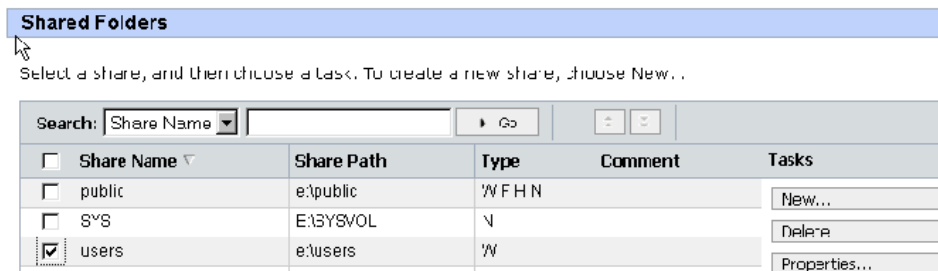 Shared Folders
Select a share, and then choose a task. To create a new share, choose New...
Search: Share Name Go
Share Name Share Path Type Comment Tasks
public e:\public W F H N New...
SYS E:\SYSVOL N Delete
users e:\users W Properties...